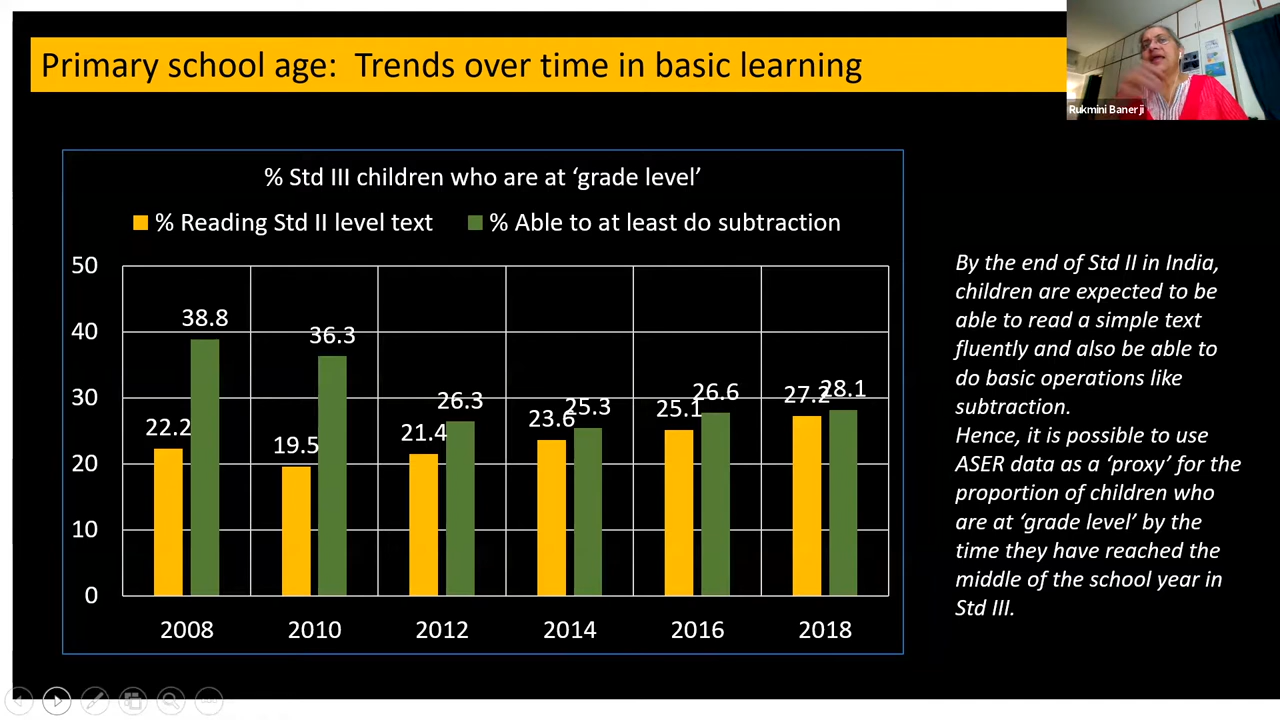 Primary school age: Trends over time in basic learning
Rukmini Banerji
% Std III children who are at ‘grade level’
% Reading Std II level text
% Able to at least do subtraction
50
40
30
20
10
0
38.8
36.3
26.3
25.3
26.6
28.1
22.2
19.5
21.4
23.6
25.1
27.2
2008
2010
2012
2014
2016
2018
By the end of Std II in India,
children are expected to be
able to read a simple text
fluently and also be able to
do basic operations like
subtraction.
Hence, it is possible to use
ASER data as a ‘proxy’ for the
proportion of children who
are at ‘grade level’ by the
time they have reached the
middle of the school year in
Std III.